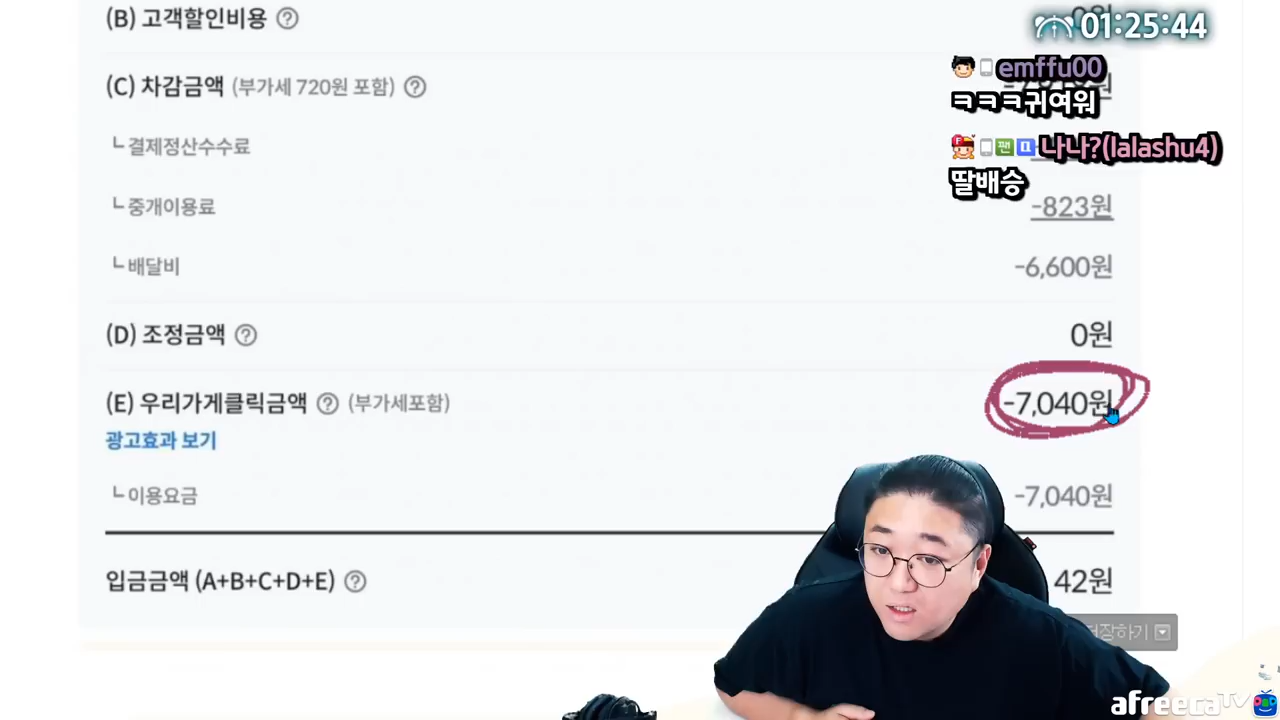 (B) 고객할인비용 ?
01:25:44
emffu00
ㅋㅋㅋ귀여워
(C) 차감금액 (부가세 720원 포함) ?
팬
나나?(lalashu4)
딸배승
└결제정산수수료
└중개이용료
-823원
└배달비
-6,600원
(D) 조정금액 ?
0원
(E) 우리가게클릭금액 ? (부가세포함)
-7,040원
광고효과 보기
└이용요금
-7,040원
입금금액 (A+B+C+D+E) ?
42원
afreecaTV